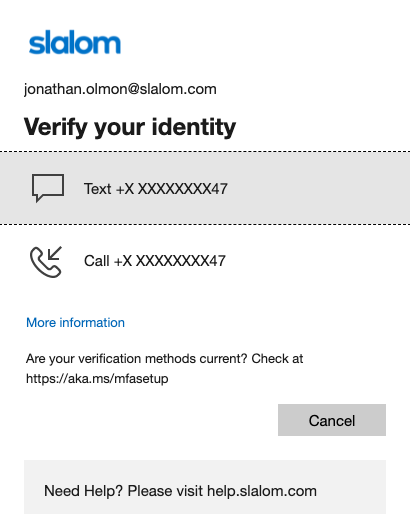 slalom
jonathan.olmon@slalom.com
Verify your identity
Text +X XXXXXXXX47
Call +X XXXXXXXX47
More information
Are your verification methods current? Check at
https://aka.ms/mfasetup
Cancel
Need Help? Please visit help.slalom.com